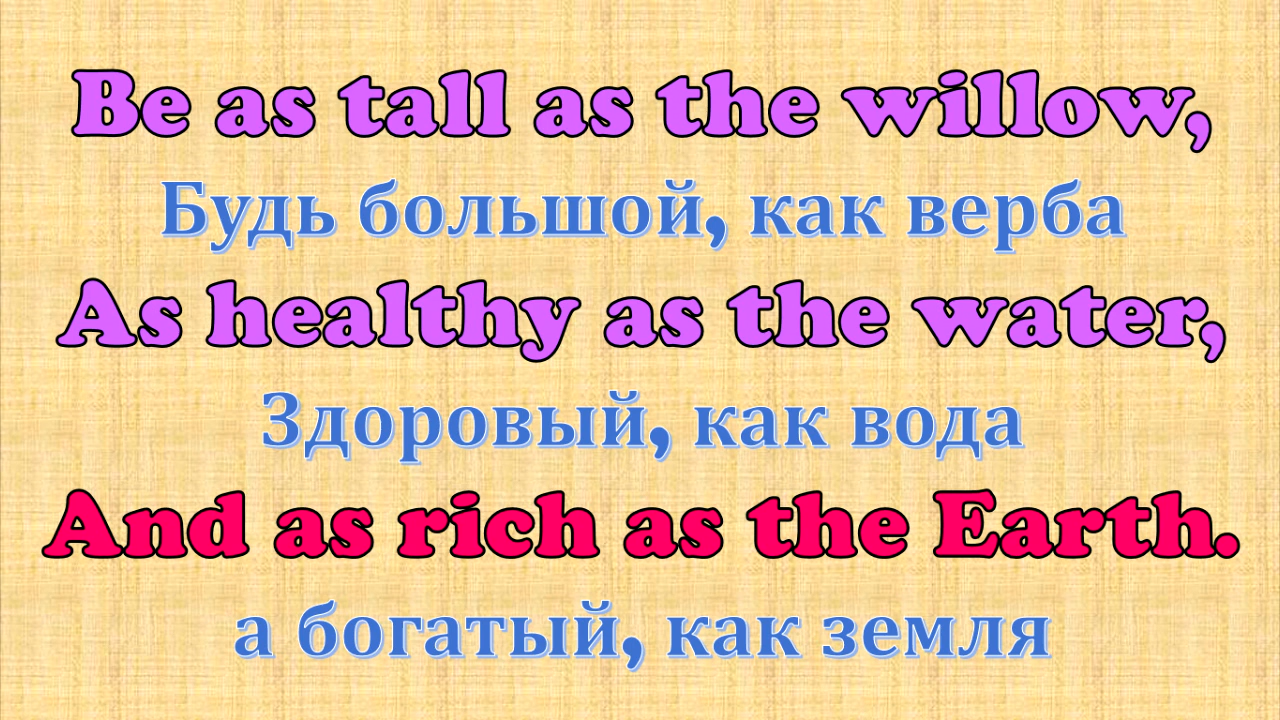 Be as tall as the willow,
Будь большой, как верба
As healthy as the water,
Здоровый, как вода
And as rich as the Earth.
а богатый, как земля